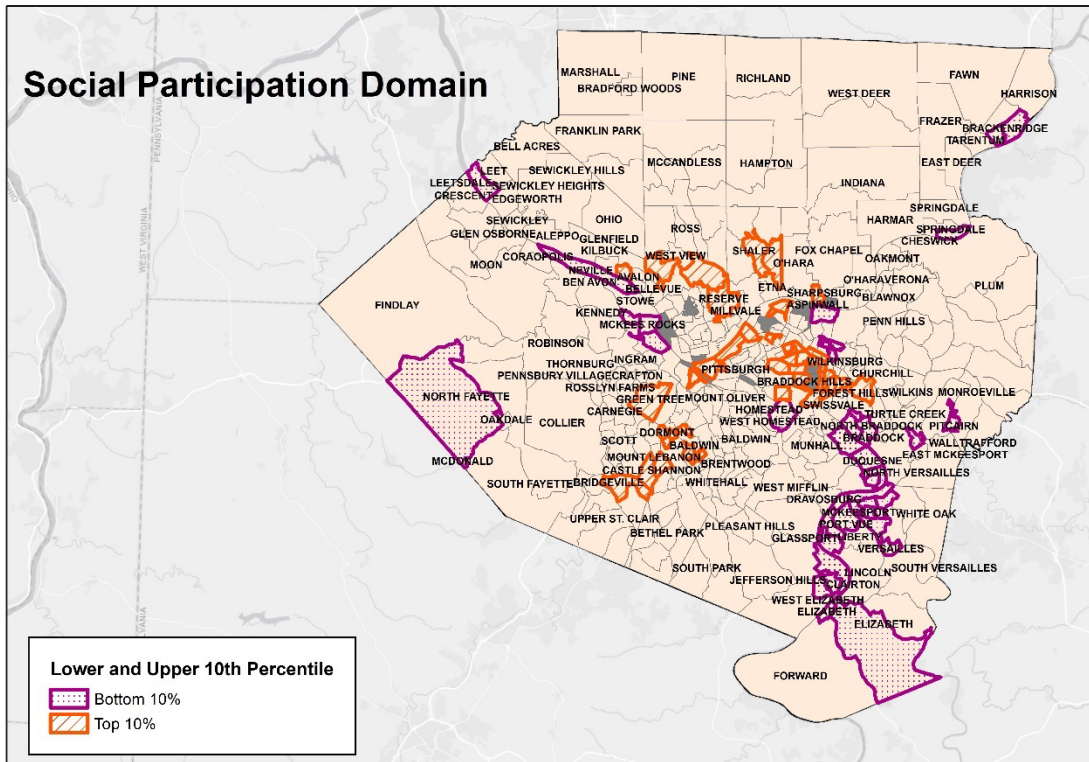 Social Participation Domain
MARSHALL
PINE
RICHLAND
FAWN
BRADFORD WOODS
WEST DEER
HARRISON
FRAZER
BRACKENRIDGE
TARENTUM
FRANKLIN PARK
BELL ACRES
MCCANDLESS
HAMPTON
EAST DEER
LEET
SEWICKLEY HILLS
INDIANA
LEETSDALE
SEWICKLEY HEIGHTS
CRESCENT
EDGEWORTH
SPRINGDALE
SEWICKLEY
OHIO
ROSS
HARMAR
SPRINGDALE
GLEN OSBORNE
ALEPPO
GLENFIELD
CHESWICK
KILBUCK
SHALER
FOX CHAPEL
MOON
CORAOPOLIS
WEST VIEW
O'HARA
OAKMONT
NEVILLE
AVALON
O'HARA
VERONA
BEN AVON
BELLEVUE
ETNA
SHARPSBURG
PLUM
FINDLAY
STOWE
RESERVE
ASPINWALL
BLAWNOX
KENNEDY
MILLVALE
MCKEES ROCKS
PENN HILLS
ROBINSON
INGRAM
WILKINSBURG
THORNBURG
PENNSBURY VILLAGE
CRAFTON
PITTSBURGH
CHURCHILL
ROSSLYN FARMS
BRADDOCK HILLS
NORTH FAYETTE
GREEN TREE
MOUNT OLIVER
FOREST HILLS
WILKINS
MONROEVILLE
CARNEGIE
HOMESTEAD
SWISSVALE
OAKDALE
COLLIER
WEST HOMESTEAD
TURTLE CREEK
DORMONT
NORTH BRADDOCK
PITCAIRN
SCOTT
BALDWIN
BALDWIN
MUNHALL
BRADDOCK
WALL
TRAFFORD
MOUNT LEBANON
EAST MCKEESPORT
MCDONALD
BRENTWOOD
DUQUESNE
CASTLE SHANNON
NORTH VERSAILLES
SOUTH FAYETTE
BRIDGEVILLE
WHITEHALL
WEST MIFFLIN
DRAVOSBURG
MCKEESPORT
WHITE OAK
UPPER ST. CLAIR
PLEASANT HILLS
PORT VUE
BETHEL PARK
GLASSPORT
LIBERTY
VERSAILLES
SOUTH PARK
LINCOLN
SOUTH VERSAILLES
JEFFERSON HILLS
CLAIRTON
WEST ELIZABETH
ELIZABETH
ELIZABETH
FORWARD
PENNSYLVANIA
WEST VIRGINIA
Lower and Upper 10th Percentile
Bottom 10%
Top 10%